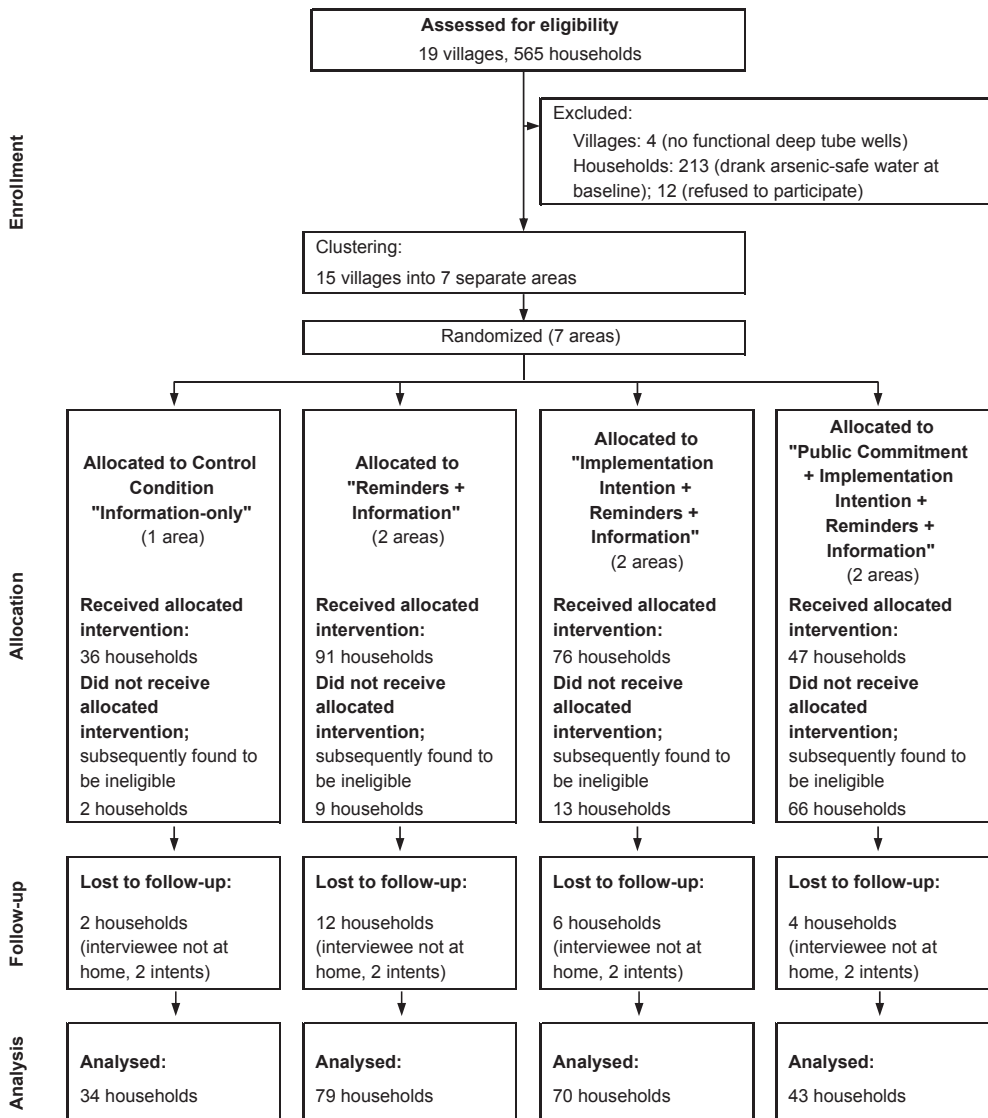 Assessed for eligibility
19 villages, 565 households
Enrollment
Excluded:
Villages: 4 (no functional deep tube wells)
Households: 213 (drank arsenic-safe water at
baseline); 12 (refused to participate)
Clustering:
15 villages into 7 separate areas
Randomized (7 areas)
Allocation
Allocated to Control
Condition
"Information-only"
(1 area)
Received allocated
intervention:
36 households
Did not receive
allocated
intervention;
subsequently found to
be ineligible
2 households
Allocated to
"Reminders +
Information"
(2 areas)
Received allocated
intervention:
91 households
Did not receive
allocated
intervention;
subsequently found to
be ineligible
9 households
Allocated to
"Implementation
Intention +
Reminders +
Information"
(2 areas)
Received allocated
intervention:
76 households
Did not receive
allocated
intervention;
subsequently found to
be ineligible
13 households
Allocated to
"Public Commitment
+ Implementation
Intention +
Reminders +
Information"
(2 areas)
Received allocated
intervention:
47 households
Did not receive
allocated
intervention;
subsequently found to
be ineligible
66 households
Follow-up
Lost to follow-up:
2 households
(interviewee not at
home, 2 intents)
Lost to follow-up:
12 households
(interviewee not at
home, 2 intents)
Lost to follow-up:
6 households
(interviewee not at
home, 2 intents)
Lost to follow-up:
4 households
(interviewee not at
home, 2 intents)
Analysis
Analysed:
34 households
Analysed:
79 households
Analysed:
70 households
Analysed:
43 households